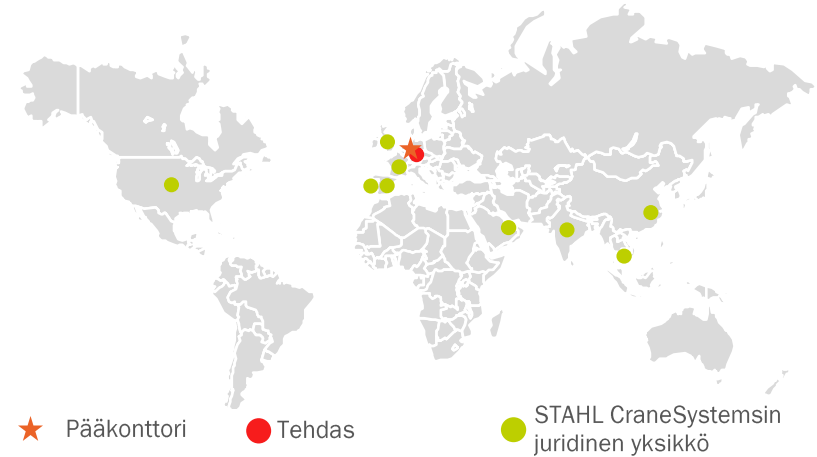 Pääkonttori
Tehdas
STAHL CraneSystemsin
juridinen yksikkö